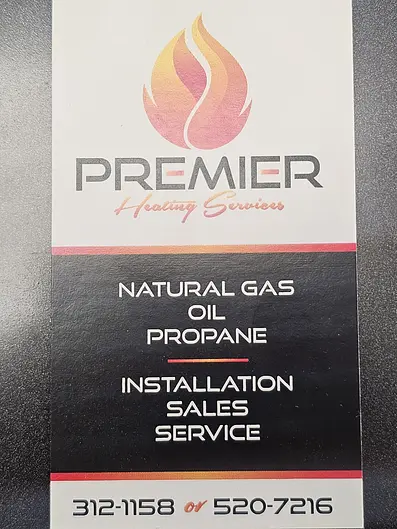 PREMIER
Heating Services
NATURAL GAS
OIL
PROPANE
INSTALLATION
SALES
SERVICE
312-1158 or 520-7216